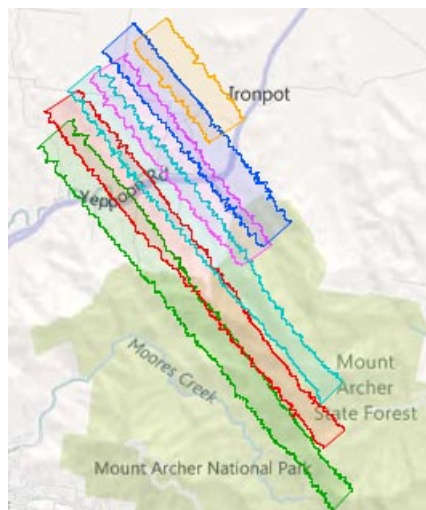 Ironpot
Yeppoon Rd
Moores Creek
Mount
Archer
State Forest
Mount Archer National Park